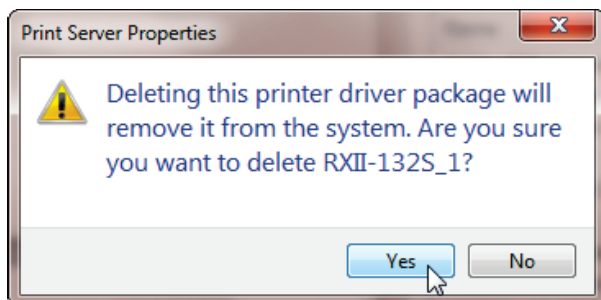 Print Server Properties
Deleting this printer driver package will
remove it from the system. Are you sure
you want to delete RXII-132S_1?
Yes
No